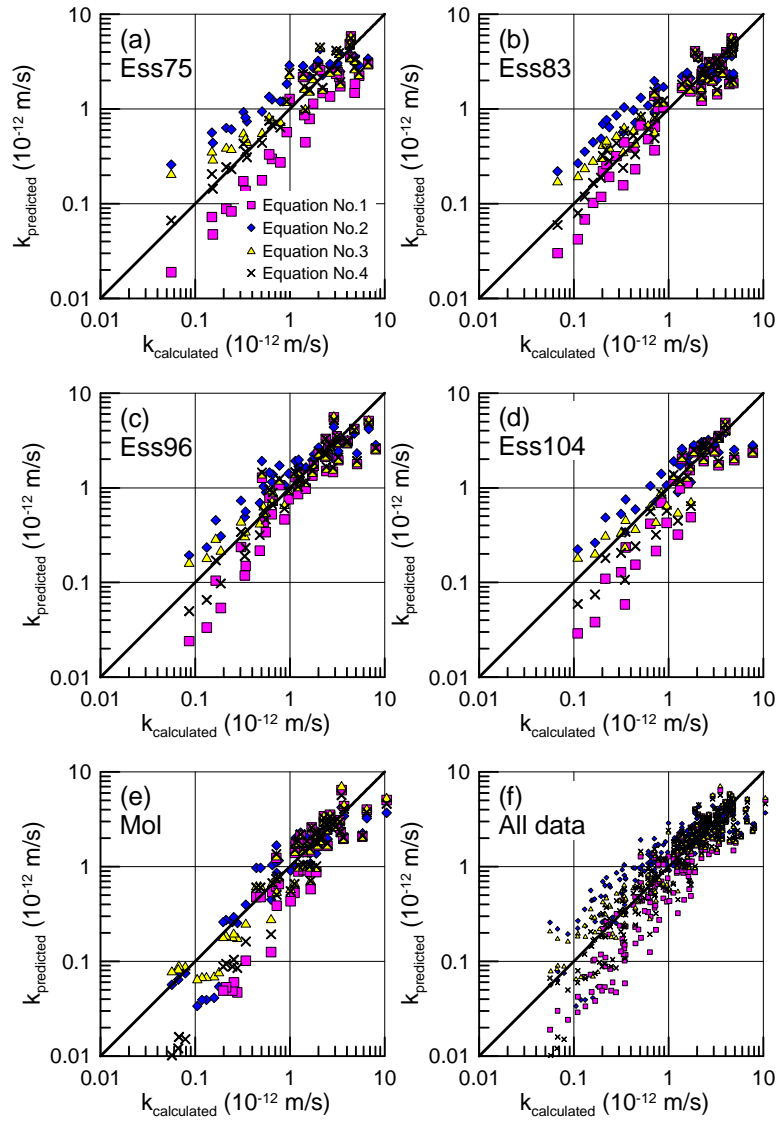 (a)
Ess75
10
1
0.1
0.01
k_predicted (10⁻¹² m/s)
Equation No.1
Equation No.2
Equation No.3
Equation No.4
0.01 0.1 1 10
k_calculated (10⁻¹² m/s)
(b)
Ess83
10
1
0.1
0.01
k_predicted (10⁻¹² m/s)
0.01 0.1 1 10
k_calculated (10⁻¹² m/s)
(c)
Ess96
10
1
0.1
0.01
k_predicted (10⁻¹² m/s)
0.01 0.1 1 10
k_calculated (10⁻¹² m/s)
(d)
Ess104
10
1
0.1
0.01
k_predicted (10⁻¹² m/s)
0.01 0.1 1 10
k_calculated (10⁻¹² m/s)
(e)
Mol
10
1
0.1
0.01
k_predicted (10⁻¹² m/s)
0.01 0.1 1 10
k_calculated (10⁻¹² m/s)
(f)
All data
10
1
0.1
0.01
k_predicted (10⁻¹² m/s)
0.01 0.1 1 10
k_calculated (10⁻¹² m/s)